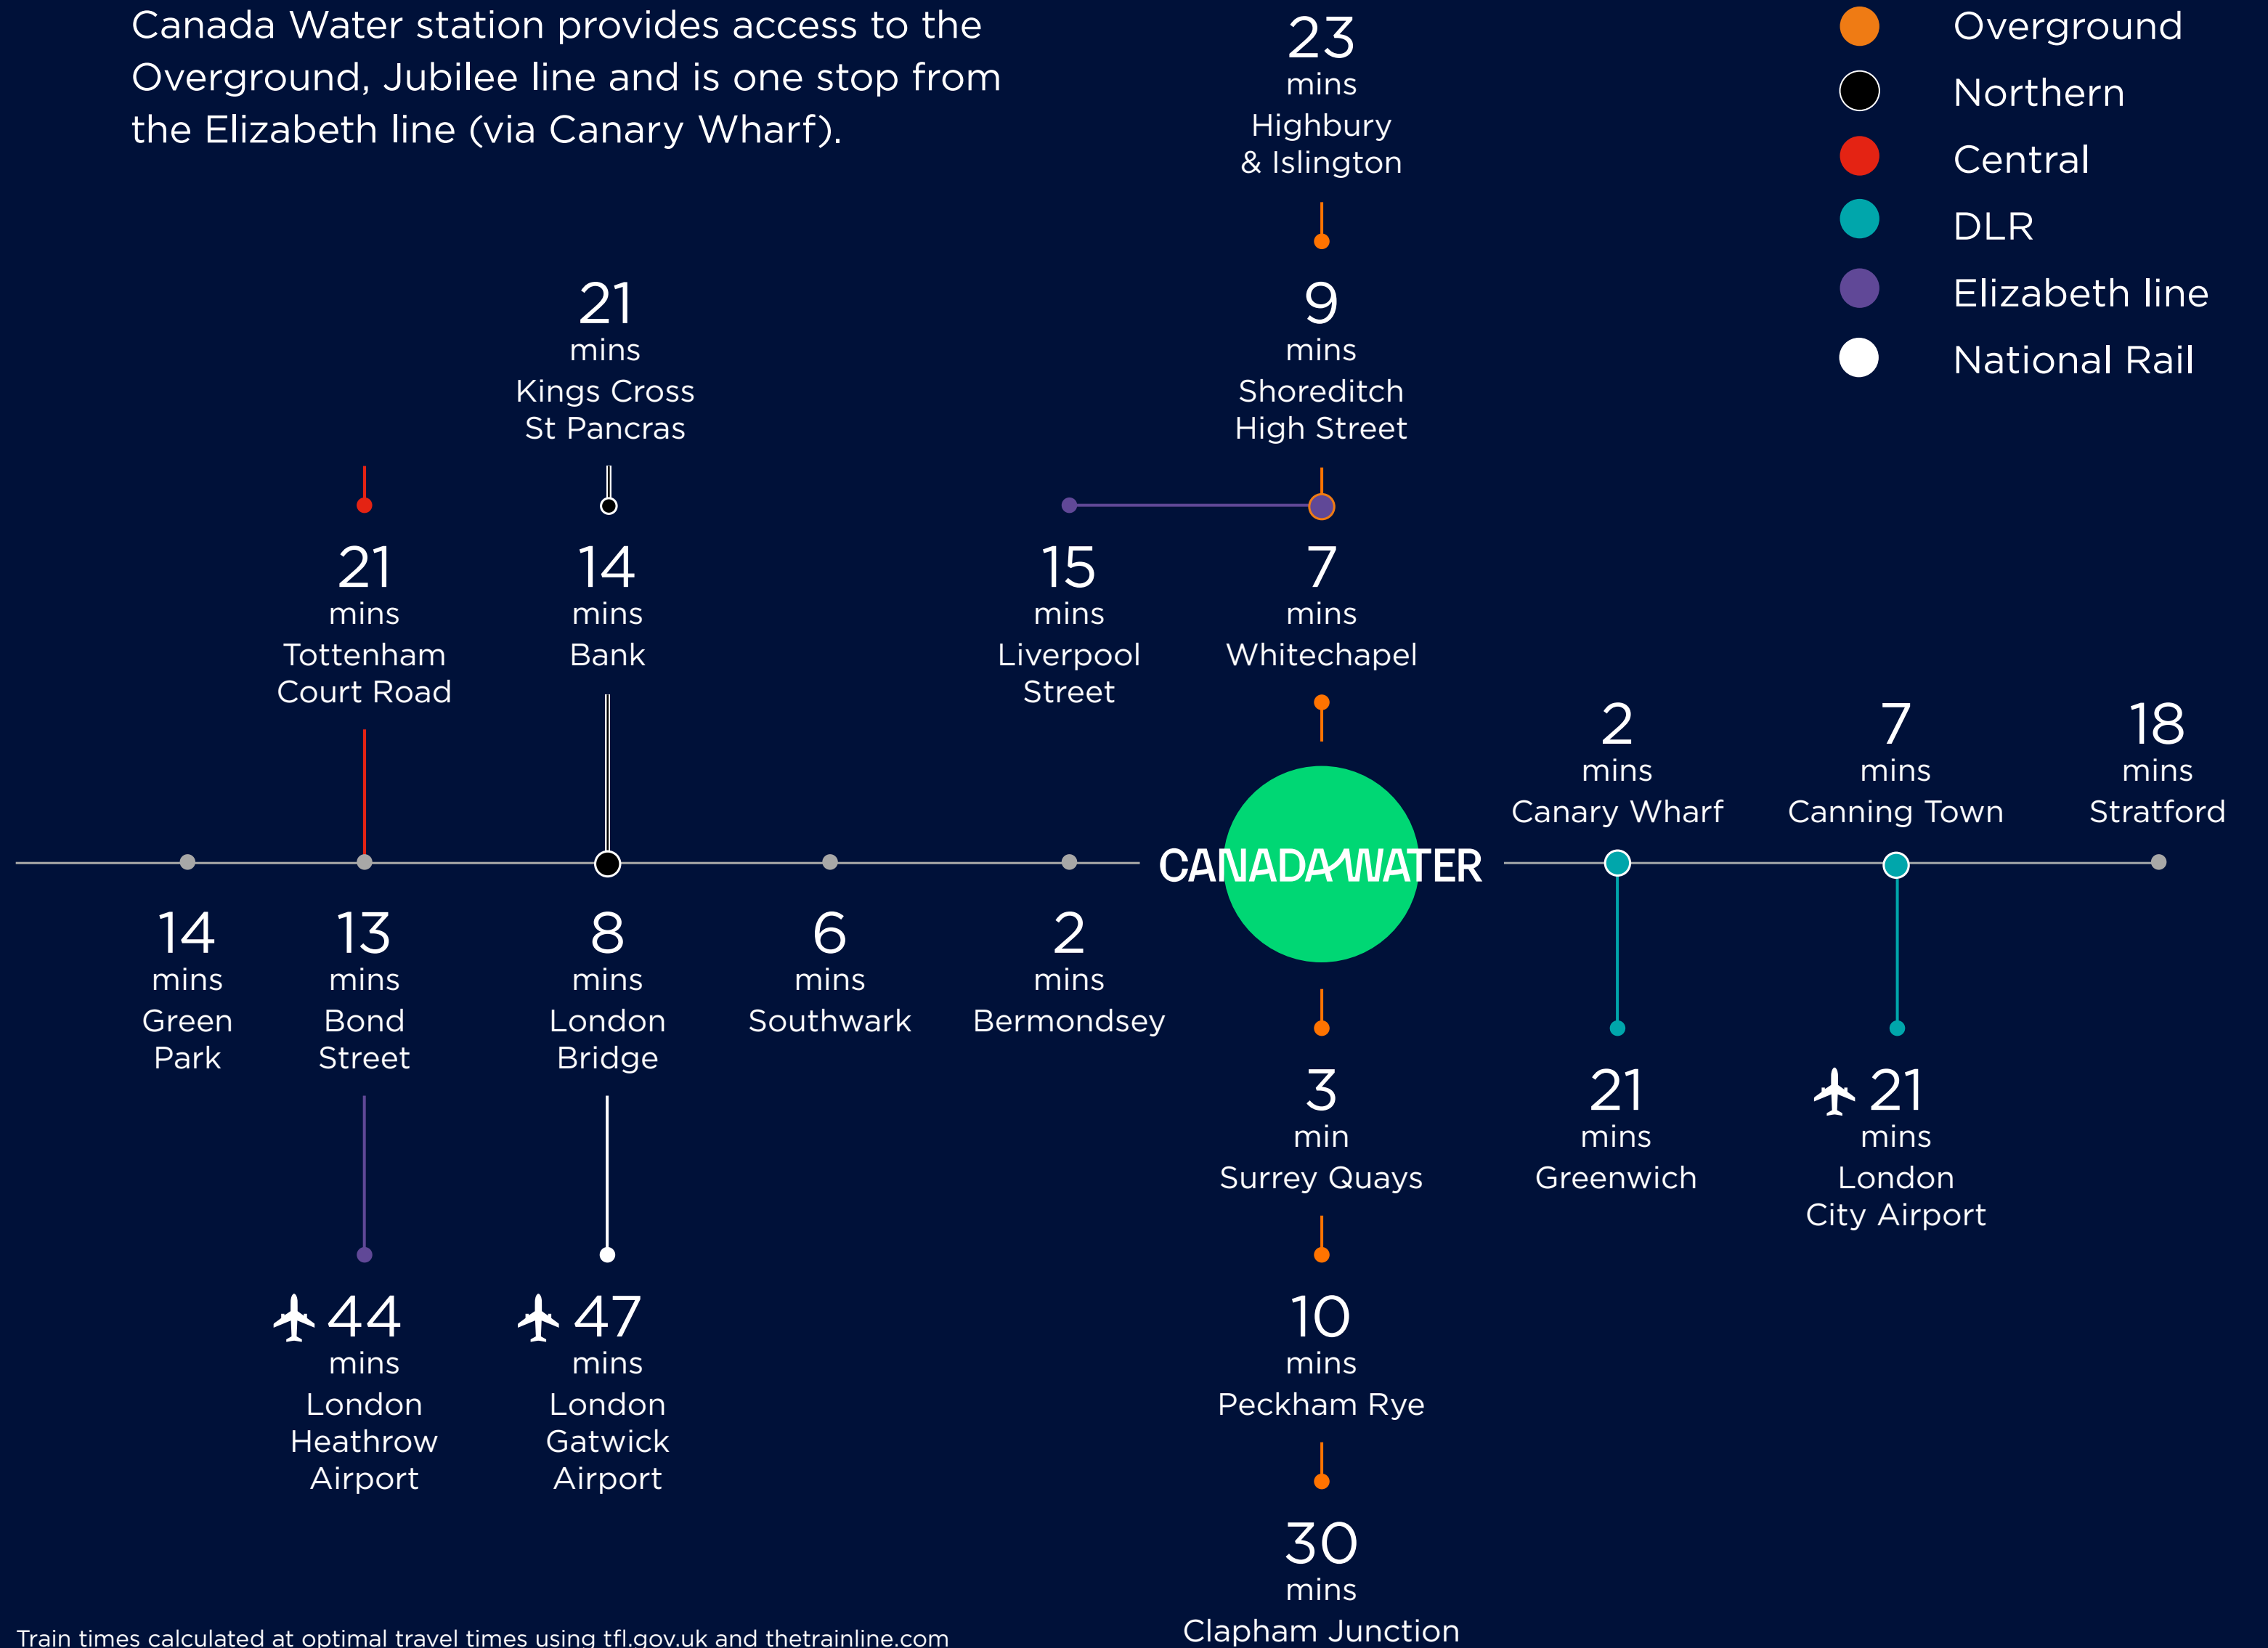 Canada Water station provides access to the
Overground, Jubilee line and is one stop from
the Elizabeth line (via Canary Wharf).
Overground
Northern
Central
DLR
Elizabeth line
National Rail
23
mins
Highbury
& Islington
21
mins
Kings Cross
St Pancras
9
mins
Shoreditch
High Street
21
mins
Tottenham
Court Road
14
mins
Bank
15
mins
Liverpool
Street
7
mins
Whitechapel
2
mins
Canary Wharf
7
mins
Canning Town
18
mins
Stratford
CANADA WATER
14
mins
Green
Park
13
mins
Bond
Street
8
mins
London
Bridge
6
mins
Southwark
2
mins
Bermondsey
3
min
Surrey Quays
21
mins
Greenwich
21
mins
London
City Airport
44
mins
London
Heathrow
Airport
47
mins
London
Gatwick
Airport
10
mins
Peckham Rye
30
mins
Clapham Junction
Train times calculated at optimal travel times using tfl.gov.uk and thetrainline.com